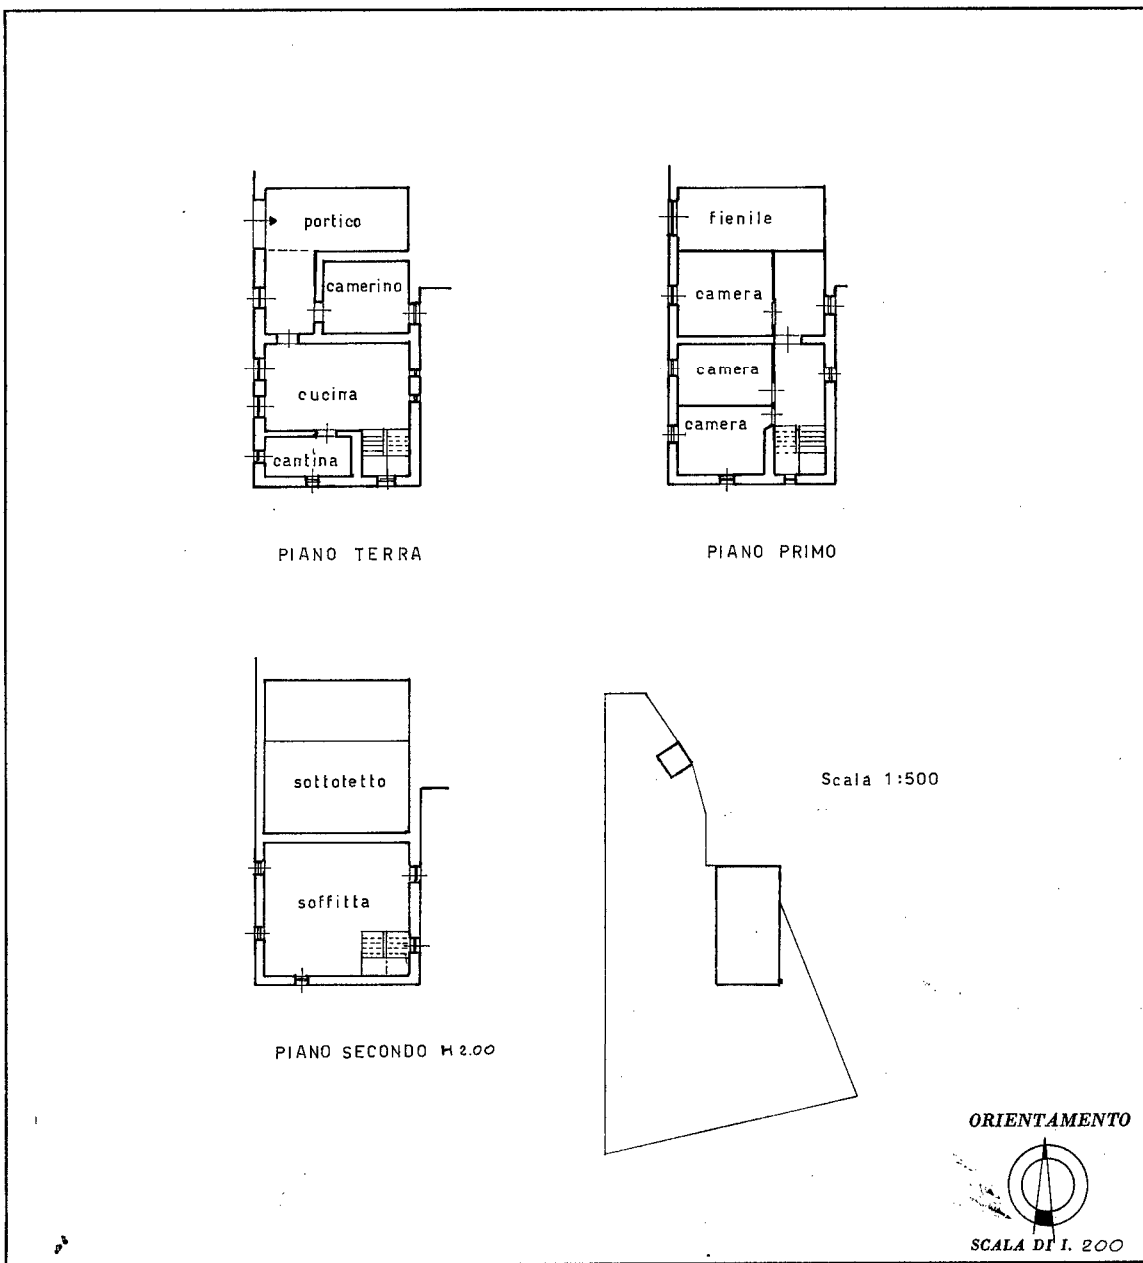 portico
camerino
cucina
cantina
PIANO TERRA
fienile
camera
camera
camera
PIANO PRIMO
sottotetto
soffitta
PIANO SECONDO H 2.00
Scala 1:500
ORIENTAMENTO
SCALA DI I. 200